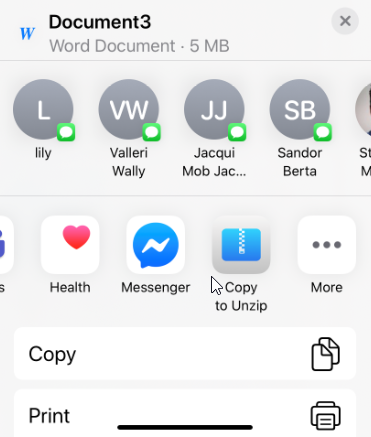 W
Document3
Word Document · 5 MB
L
VW
JJ
SB
lily
Valleri
Wally
Jacqui
Mob Jac...
Sandor
Berta
Health
Messenger
Copy
to Unzip
More
Copy
Print